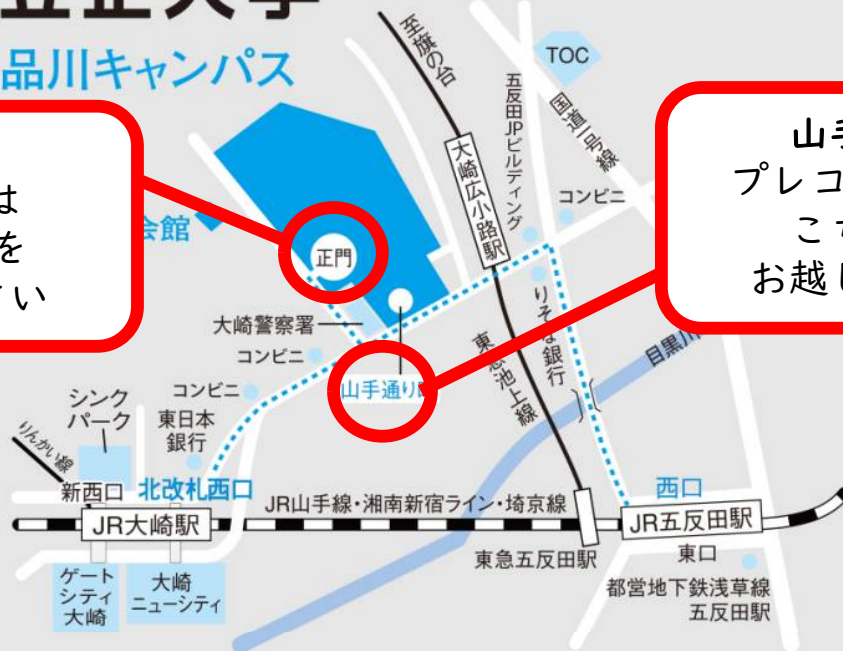 立正大学
品川キャンパス
至旗の台
TOC
五反田JPビルディング
国道一号線
大崎広小路駅
コンビニ
山手
プレコ
こ
お越し
は
を
い
会館
正門
大崎警察署
コンビニ
りそな銀行
目黒川
東急池上線
山手通り
コンビニ
シンク
パーク
東日本
銀行
りんかい線
新西口
北改札西口
西口
JR山手線・湘南新宿ライン・埼京線
JR大崎駅
JR五反田駅
東急五反田駅
東口
ゲート
シティ
大崎
大崎
ニューシティ
都営地下鉄浅草線
五反田駅